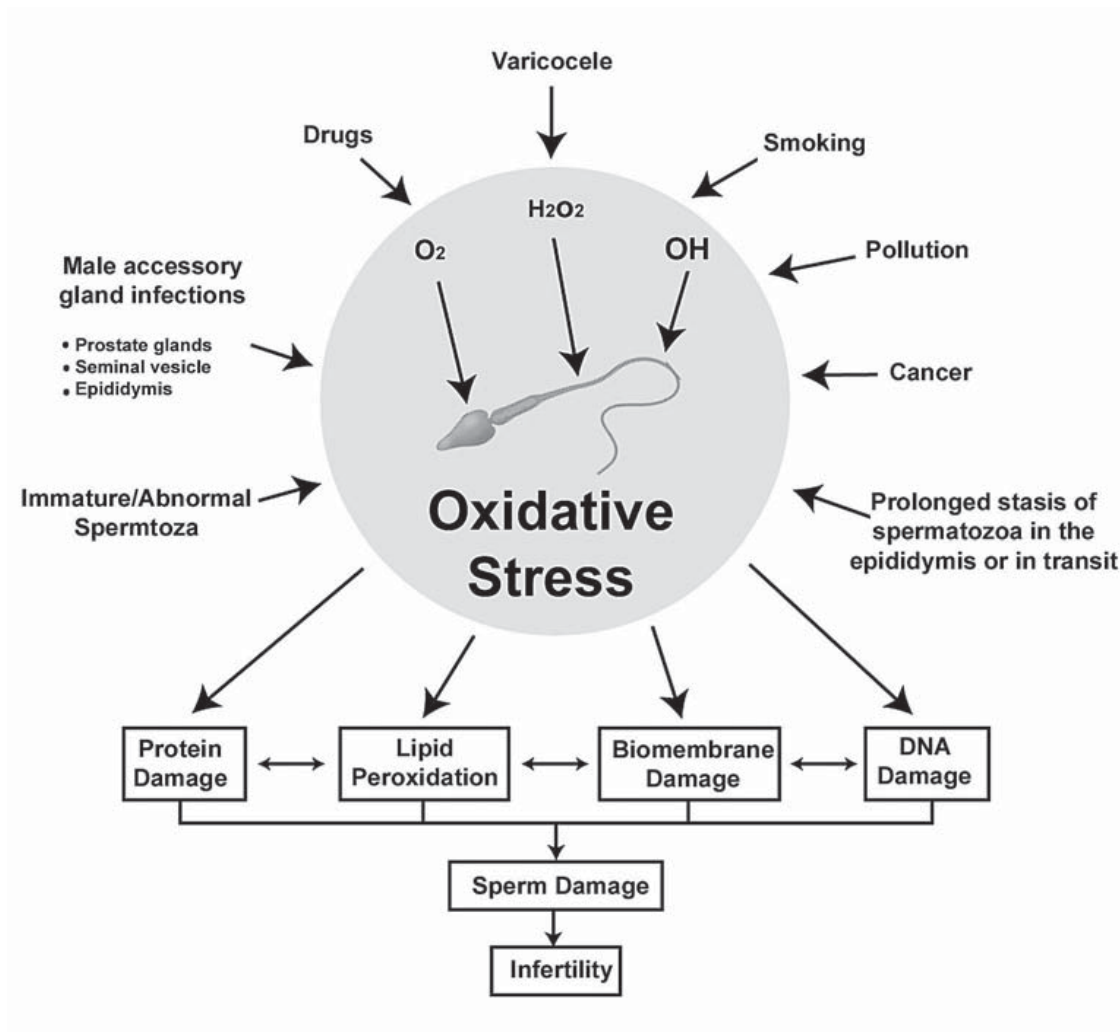 Varicocele
Drugs
Smoking
H2O2
O2
OH
Pollution
Male accessory
gland infections
• Prostate glands
• Seminal vesicle
• Epididymis
Cancer
Immature/Abnormal
Spermtoza
Prolonged stasis of
spermatozoa in the
epididymis or in transit
Oxidative
Stress
Protein
Damage
Lipid
Peroxidation
Biomembrane
Damage
DNA
Damage
Sperm Damage
Infertility